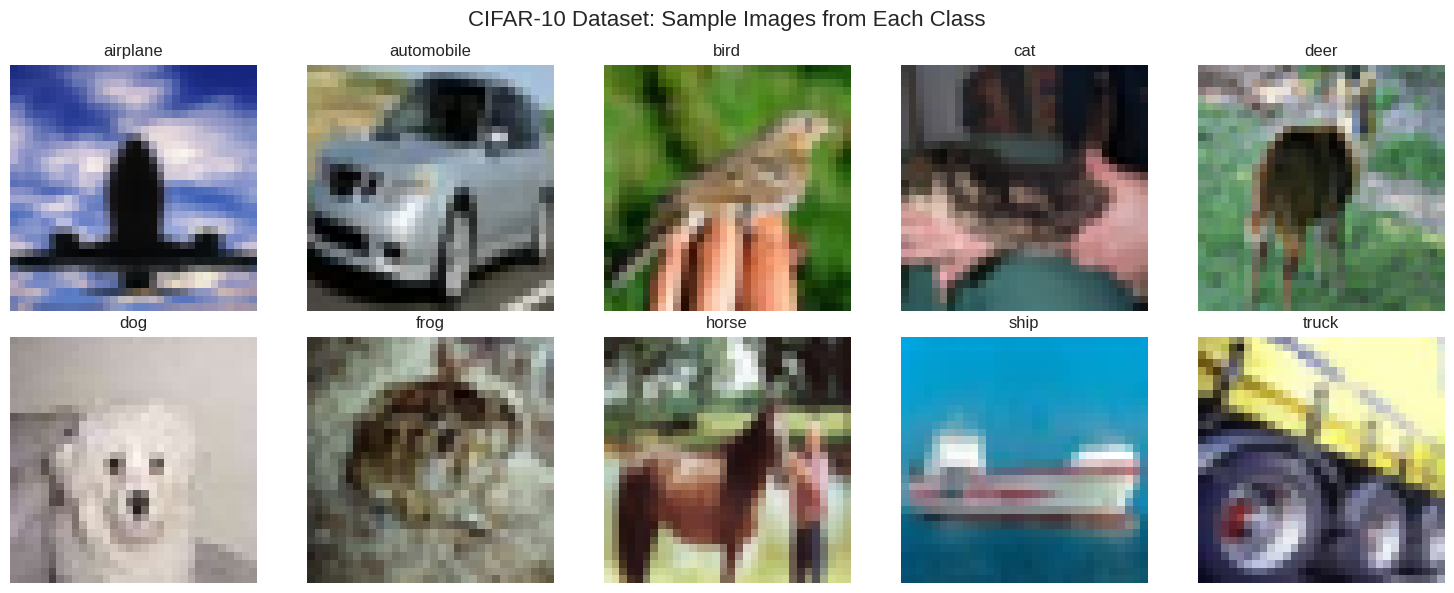 CIFAR-10 Dataset: Sample Images from Each Class
airplane
automobile
bird
cat
deer
dog
frog
horse
ship
truck